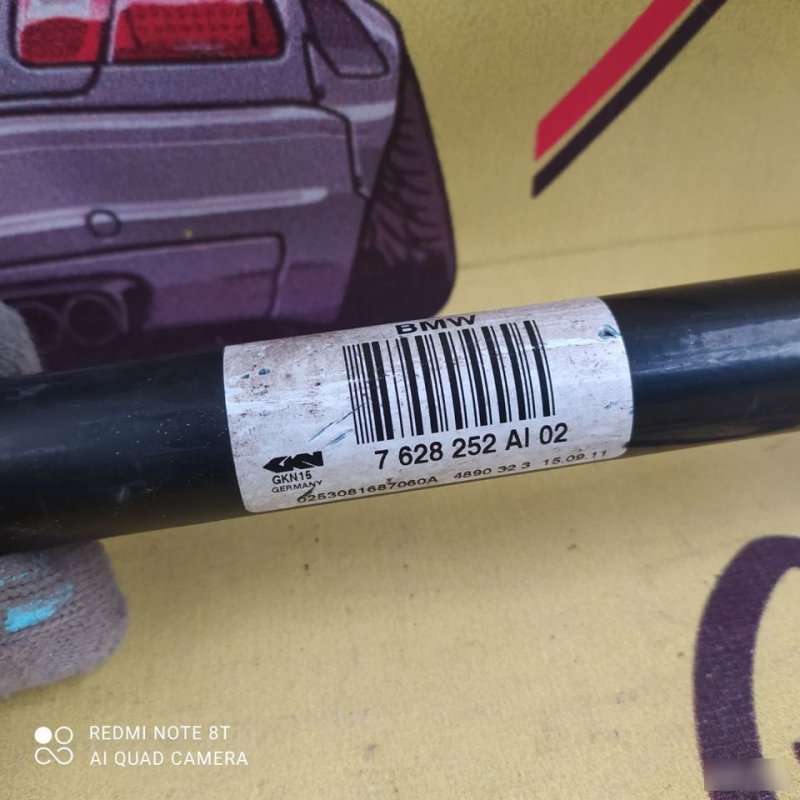 BMW
7 628 252 AI 02
GKN
GKN15
GERMANY
0253081687060A 4890 32 3 15.09.11
REDMI NOTE 8T
AI QUAD CAMERA